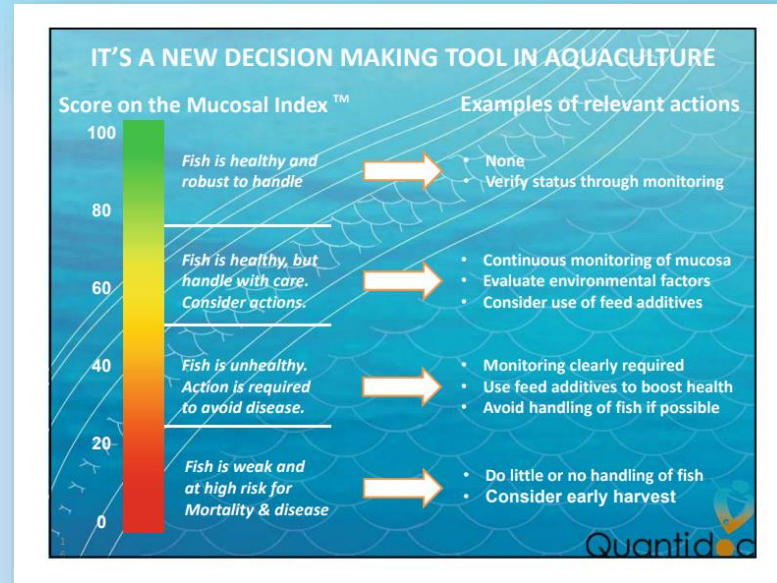 IT'S A NEW DECISION MAKING TOOL IN AQUACULTURE
Score on the Mucosal Index ™
Examples of relevant actions
100
80
60
40
20
0
Fish is healthy and
robust to handle
• None
• Verify status through monitoring
Fish is healthy, but
handle with care.
Consider actions.
• Continuous monitoring of mucosa
• Evaluate environmental factors
• Consider use of feed additives
Fish is unhealthy.
Action is required
to avoid disease.
• Monitoring clearly required
• Use feed additives to boost health
• Avoid handling of fish if possible
Fish is weak and
at high risk for
Mortality & disease
• Do little or no handling of fish
• Consider early harvest
Quantidoc